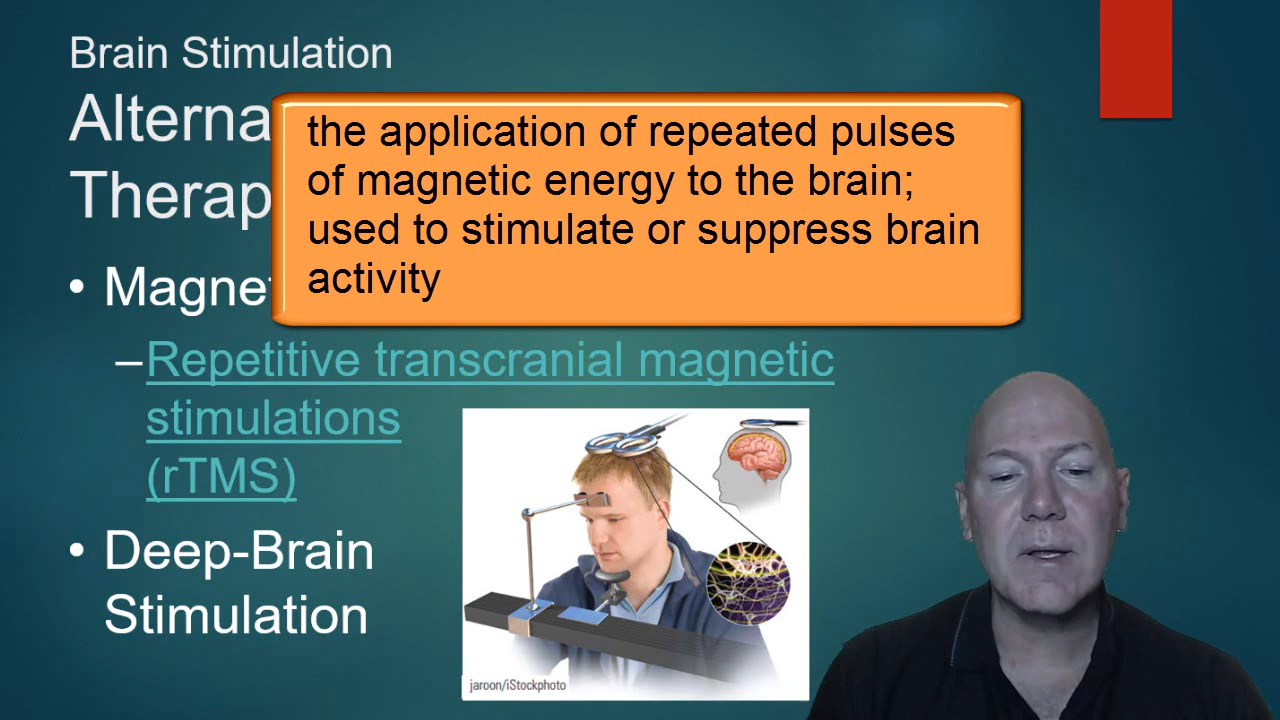 Brain Stimulation
Alterna
Therap
the application of repeated pulses
of magnetic energy to the brain;
used to stimulate or suppress brain
activity
• Magne
–Repetitive transcranial magnetic
stimulations
(rTMS)
• Deep-Brain
Stimulation
jaroon/iStockphoto